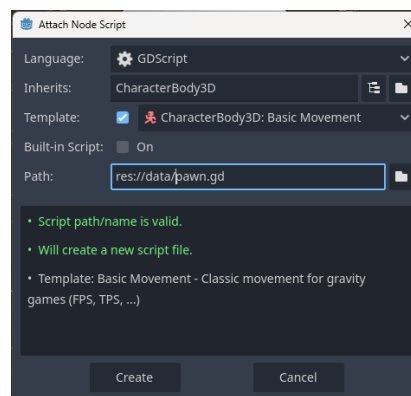 Attach Node Script
Language: GDScript
Inherits: CharacterBody3D
Template: CharacterBody3D: Basic Movement
Built-in Script: On
Path: res://data/pawn.gd
• Script path/name is valid.
• Will create a new script file.
• Template: Basic Movement - Classic movement for gravity
games (FPS, TPS, ...)
Create Cancel